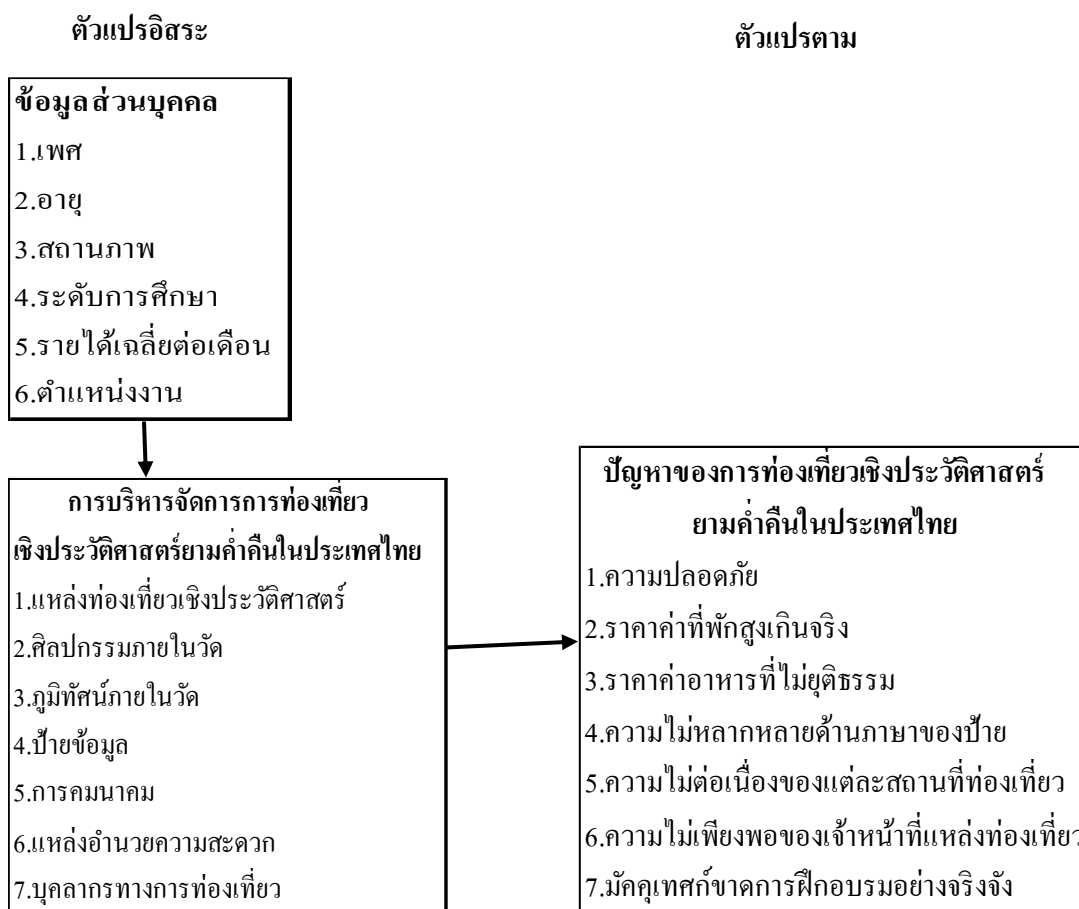 ตัวแปรอิสระ
ตัวแปรตาม
ข้อมูลส่วนบุคคล
1.เพศ
2.อายุ
3.สถานภาพ
4.ระดับการศึกษา
5.รายได้เฉลี่ยต่อเดือน
6.ตำแหน่งงาน
การบริหารจัดการการท่องเที่ยว
เชิงประวัติศาสตร์ยามค่ำคืนในประเทศไทย
1.แหล่งท่องเที่ยวเชิงประวัติศาสตร์
2.ศิลปกรรมภายในวัด
3.ภูมิทัศน์ภายในวัด
4.ป้ายข้อมูล
5.การคมนาคม
6.แหล่งอำนวยความสะดวก
7.บุคลากรทางการท่องเที่ยว
ปัญหาของการท่องเที่ยวเชิงประวัติศาสตร์
ยามค่ำคืนในประเทศไทย
1.ความปลอดภัย
2.ราคาค่าที่พักสูงเกินจริง
3.ราคาค่าอาหารที่ไม่ยุติธรรม
4.ความไม่หลากหลายด้านภาษาของป้าย
5.ความไม่ต่อเนื่องของแต่ละสถานที่ท่องเที่ยว
6.ความไม่เพียงพอของเจ้าหน้าที่แหล่งท่องเที่ยว
7.มัคคุเทศก์ขาดการฝึกอบรมอย่างจริงจัง